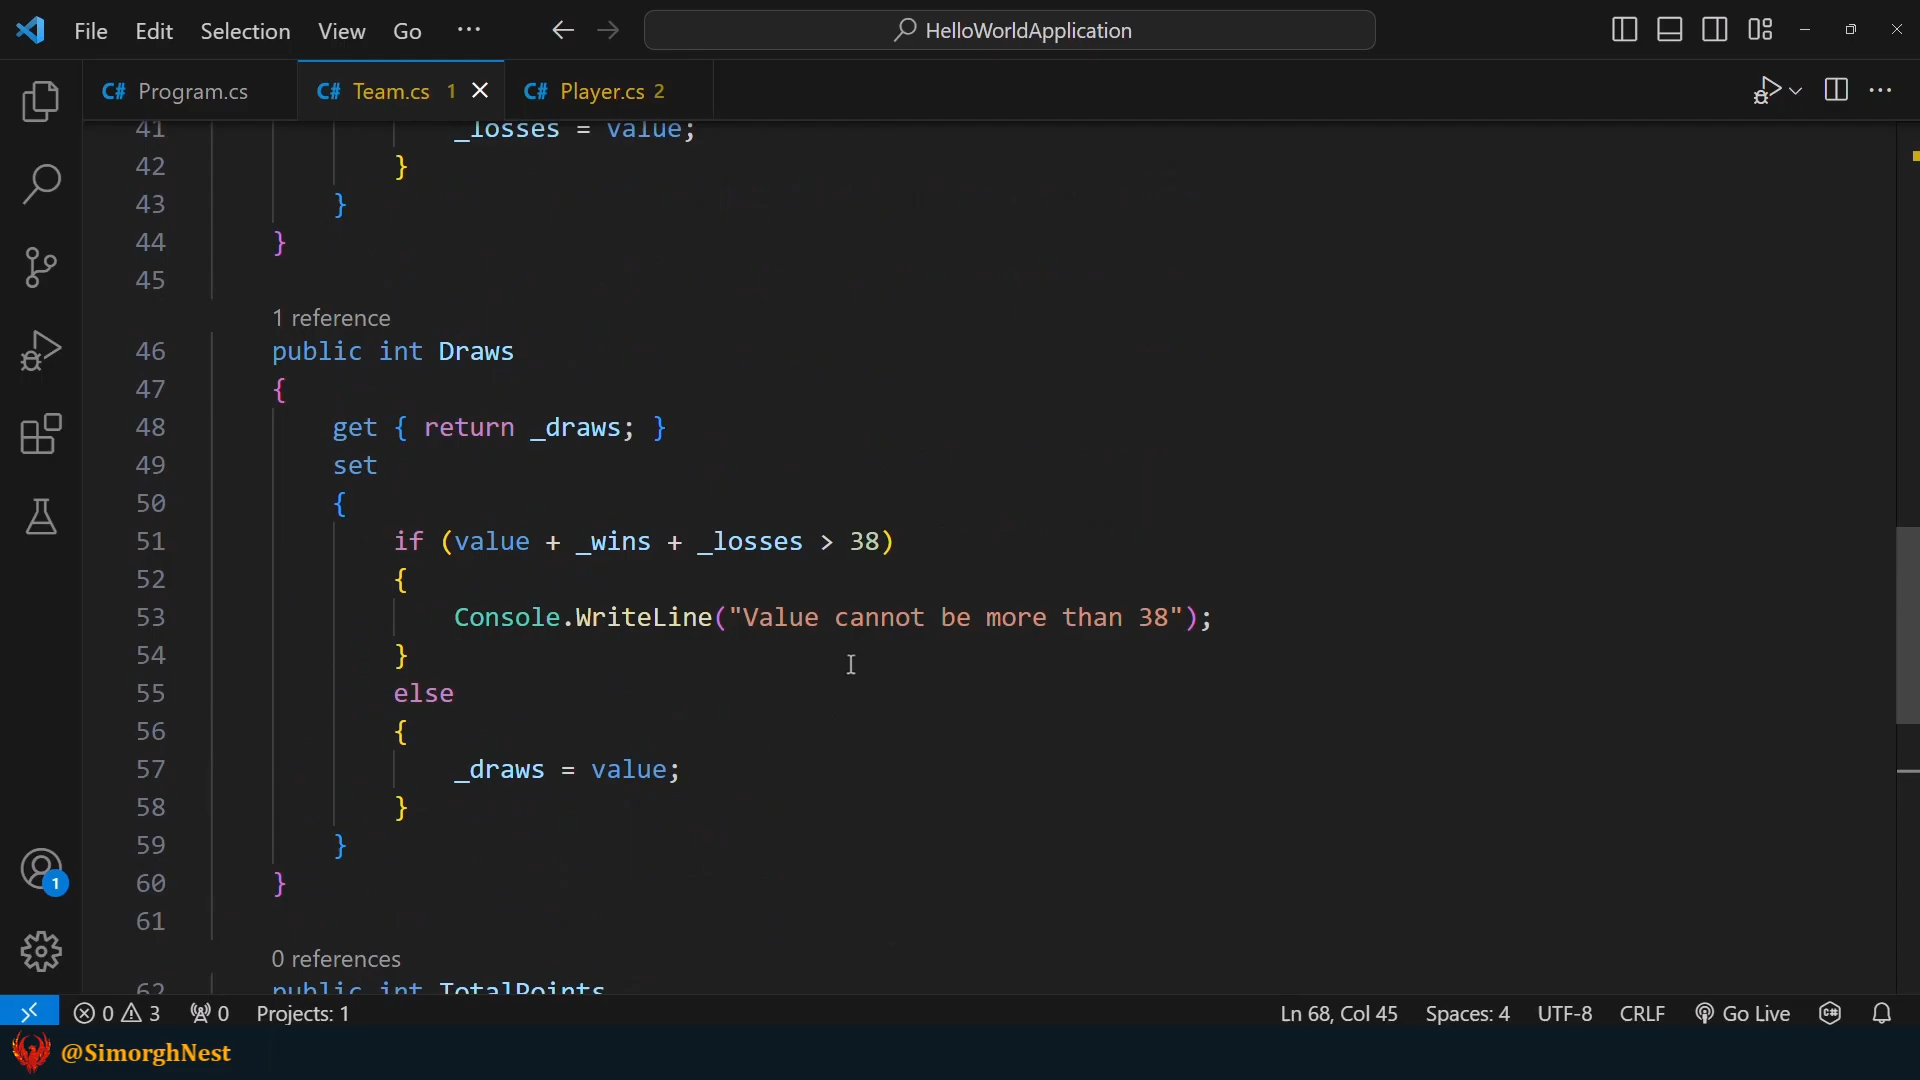 File Edit Selection View Go ··· HelloWorldApplication
C# Program.cs C# Team.cs 1 C# Player.cs 2
41 _losses = value;
42 }
43 }
44 }
45
1 reference
46 public int Draws
47 {
48 get { return _draws; }
49 set
50 {
51 if (value + _wins + _losses > 38)
52 {
53 Console.WriteLine("Value cannot be more than 38");
54 }
55 else
56 {
57 _draws = value;
58 }
59 }
60 }
61
0 references
62 public int TotalPoints
1
0 3 0 Projects: 1 Ln 68, Col 45 Spaces: 4 UTF-8 CRLF Go Live
@SimorghNest